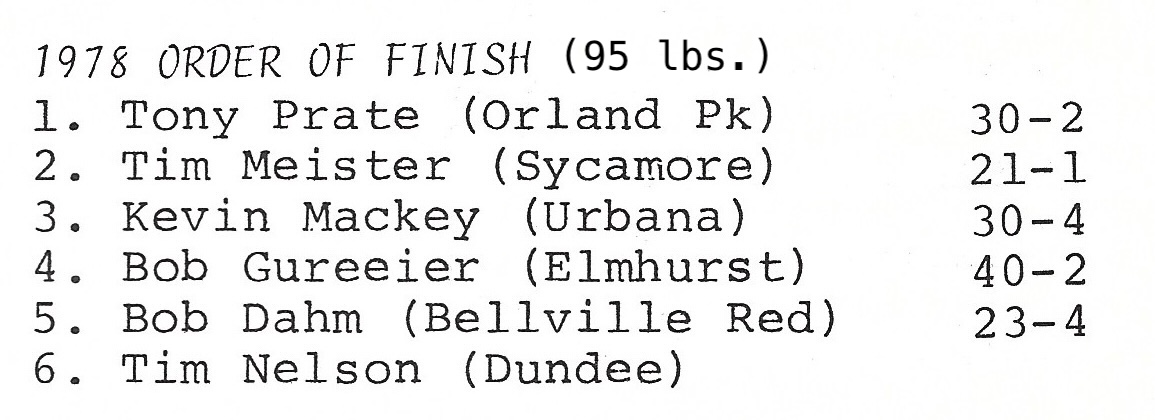 1978 ORDER OF FINISH (95 lbs.)
1. Tony Prate (Orland Pk) 30-2
2. Tim Meister (Sycamore) 21-1
3. Kevin Mackey (Urbana) 30-4
4. Bob Gureeier (Elmhurst) 40-2
5. Bob Dahm (Bellville Red) 23-4
6. Tim Nelson (Dundee)